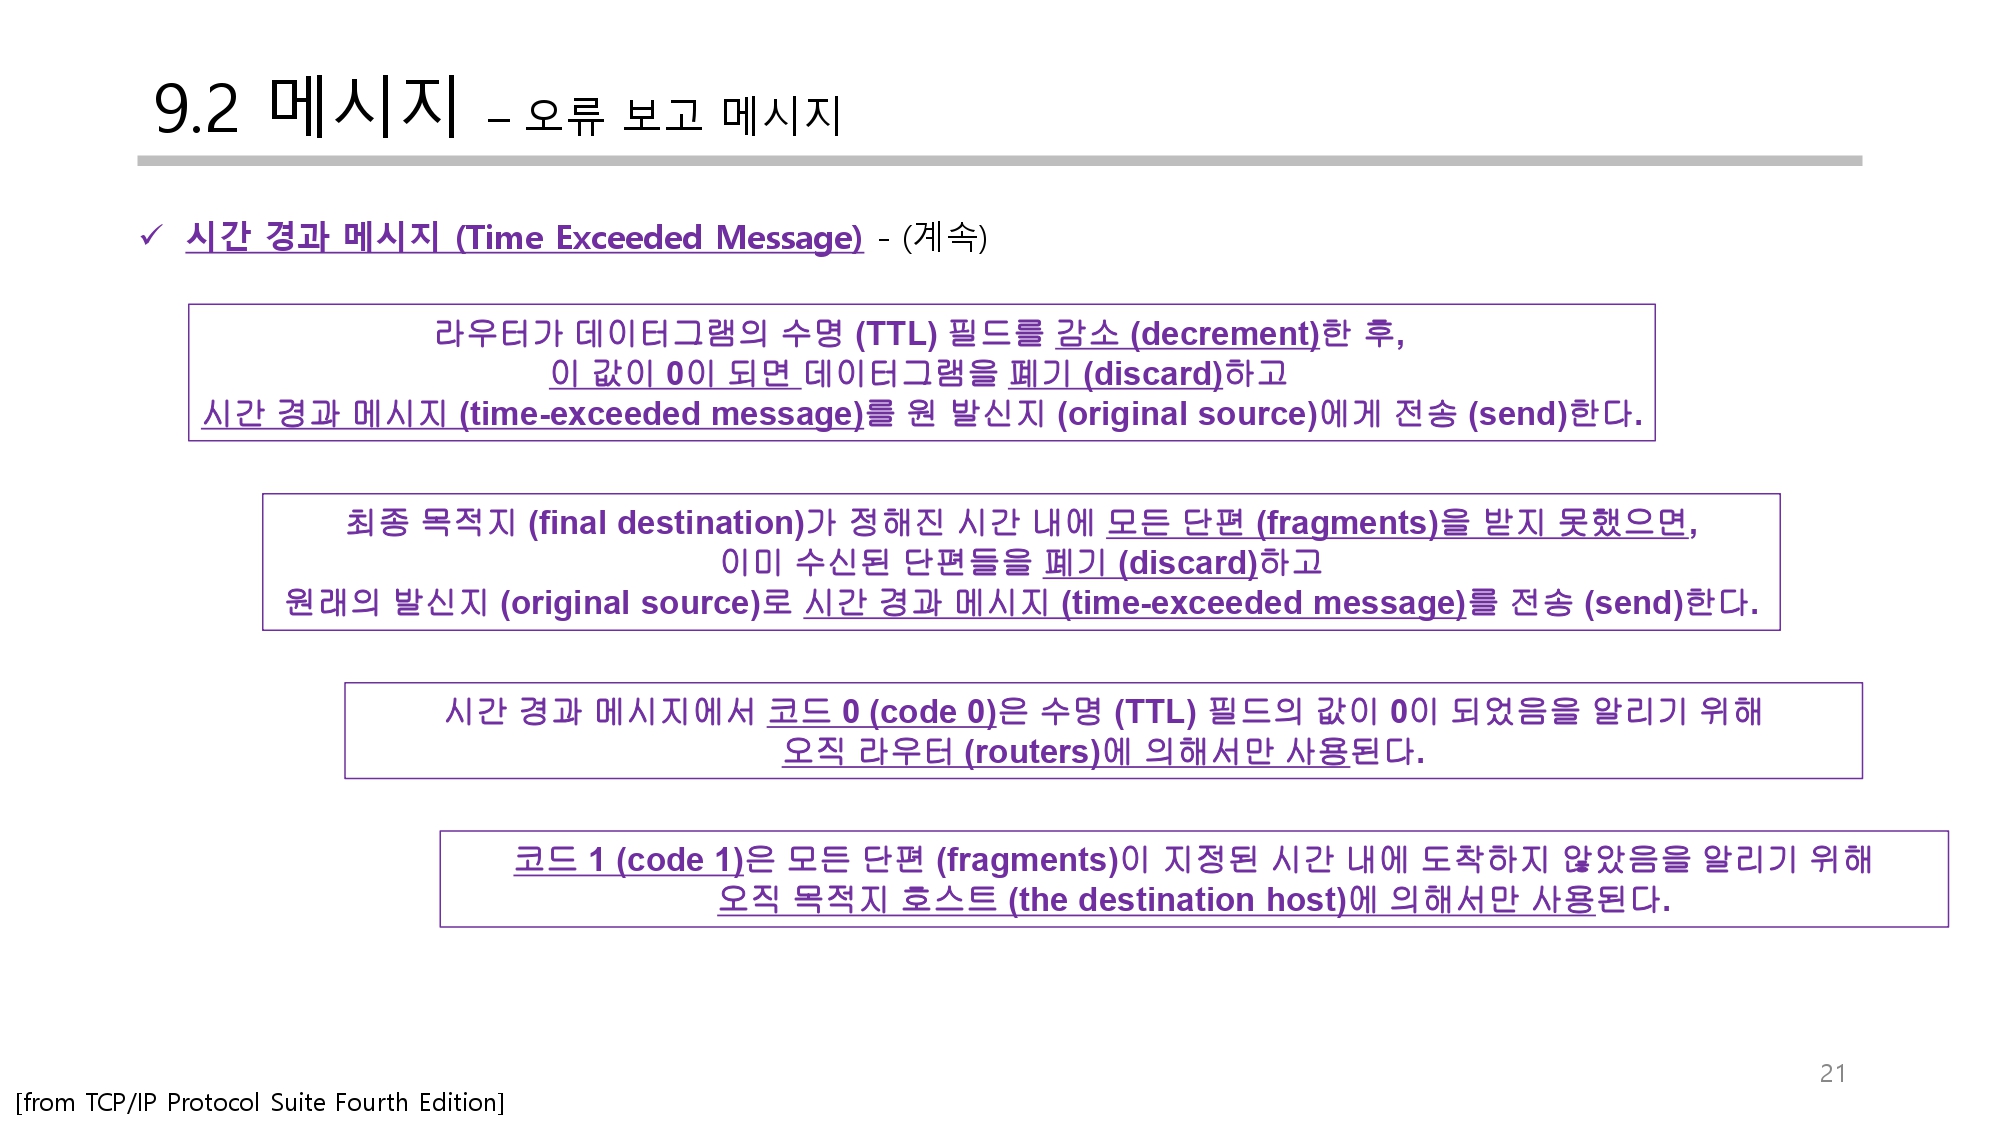 9.2 메시지 – 오류 보고 메시지
✓ 시간 경과 메시지 (Time Exceeded Message) - (계속)
라우터가 데이터그램의 수명 (TTL) 필드를 감소 (decrement)한 후,
이 값이 0이 되면 데이터그램을 폐기 (discard)하고
시간 경과 메시지 (time-exceeded message)를 원 발신지 (original source)에게 전송 (send)한다.
최종 목적지 (final destination)가 정해진 시간 내에 모든 단편 (fragments)을 받지 못했으면,
이미 수신된 단편들을 폐기 (discard)하고
원래의 발신지 (original source)로 시간 경과 메시지 (time-exceeded message)를 전송 (send)한다.
시간 경과 메시지에서 코드 0 (code 0)은 수명 (TTL) 필드의 값이 0이 되었음을 알리기 위해
오직 라우터 (routers)에 의해서만 사용된다.
코드 1 (code 1)은 모든 단편 (fragments)이 지정된 시간 내에 도착하지 않았음을 알리기 위해
오직 목적지 호스트 (the destination host)에 의해서만 사용된다.
21
[from TCP/IP Protocol Suite Fourth Edition]